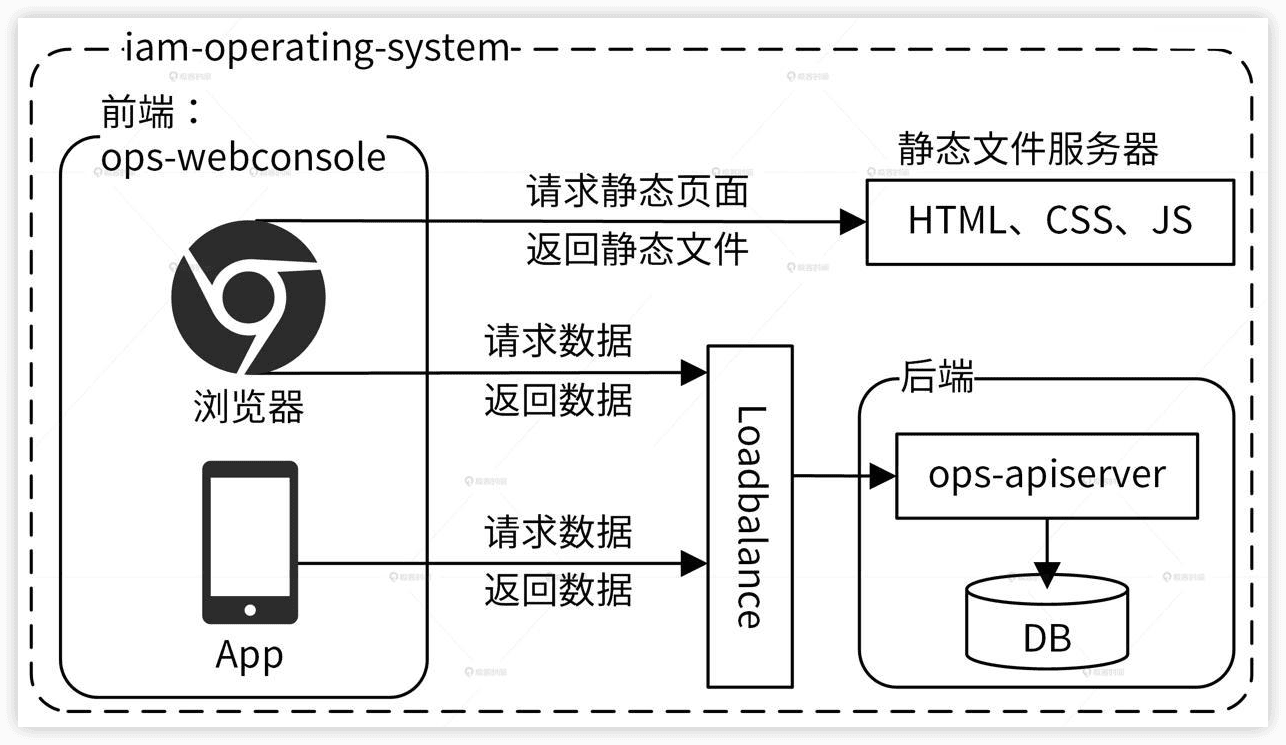 iam-operating-system
前端：
ops-webconsole
静态文件服务器
请求静态页面
HTML、CSS、JS
返回静态文件
请求数据
返回数据
浏览器
后端
Loadbalance
ops-apiserver
请求数据
返回数据
App
DB